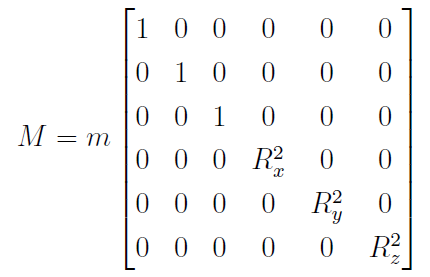 1 0 0 0 0 0
0 1 0 0 0 0
0 0 1 0 0 0
M = m
0 0 0 R_x^2 0 0
0 0 0 0 R_y^2 0
0 0 0 0 0 R_z^2